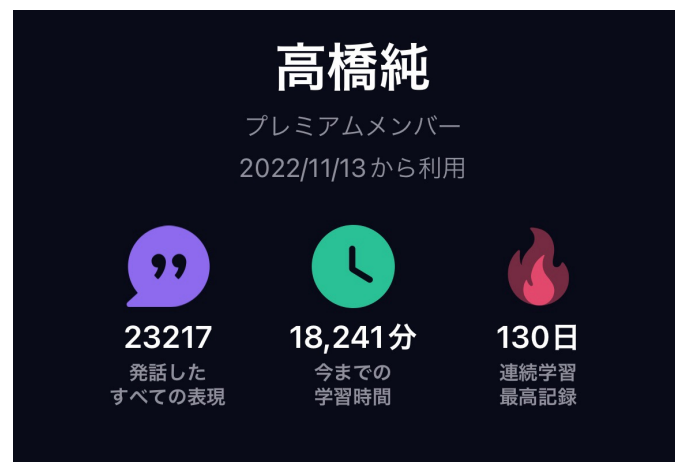 高橋純
プレミアムメンバー
2022/11/13から利用
23217
発話した
すべての表現
18,241分
今までの
学習時間
130日
連続学習
最高記録